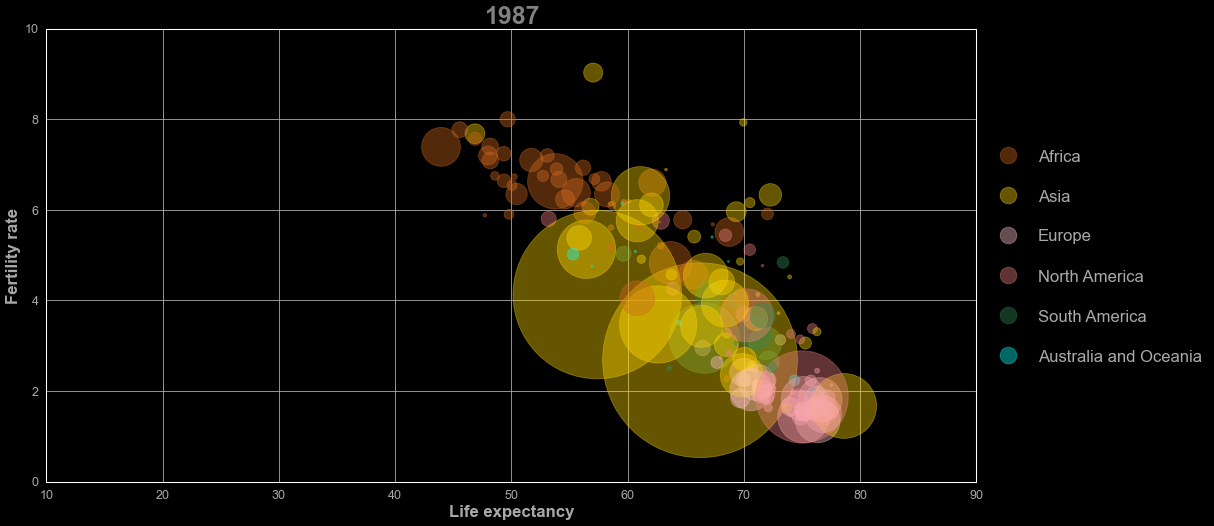 1987
10
8
6
4
2
0
Fertility rate
10 20 30 40 50 60 70 80 90
Life expectancy
Africa
Asia
Europe
North America
South America
Australia and Oceania